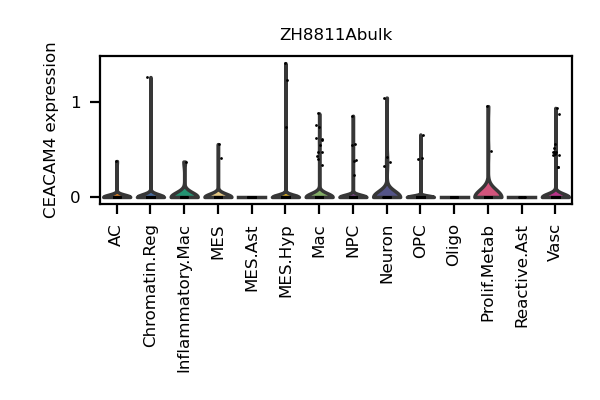 ZH8811Abulk
CEACAM4 expression
1
0
AC
Chromatin.Reg
Inflammatory.Mac
MES
MES.Ast
MES.Hyp
Mac
NPC
Neuron
OPC
Oligo
Prolif.Metab
Reactive.Ast
Vasc